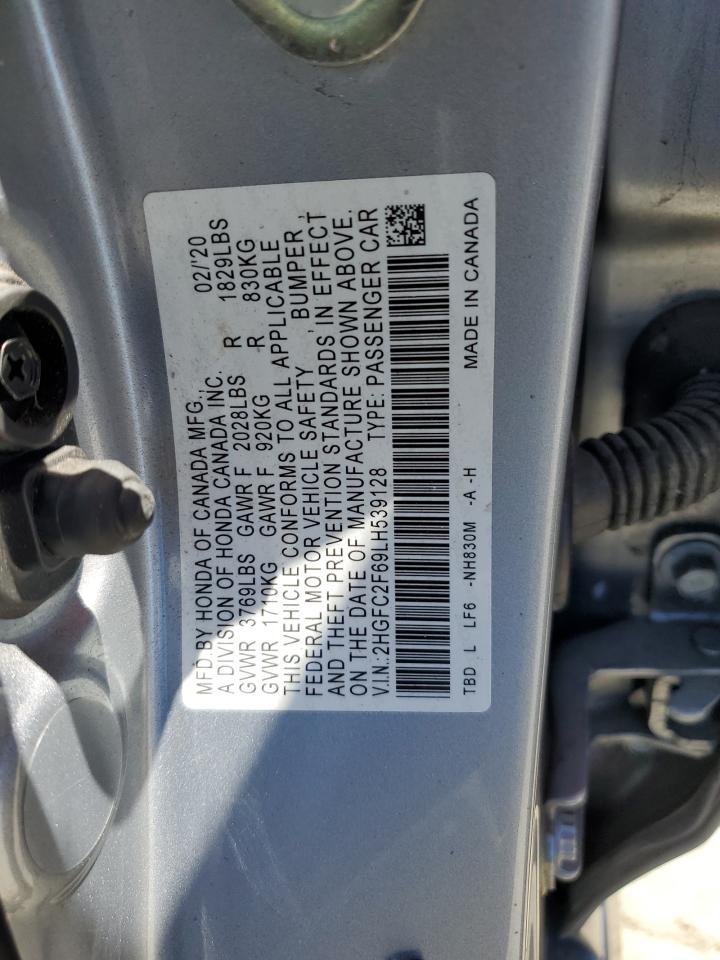 MFD.BY HONDA OF CANADA MFG. 02/'20
A DIVISION OF HONDA CANADA INC.
GVWR 3769LBS GAWR F 2028LBS R 1829LBS
GVWR 1710KG GAWR F 920KG R 830KG
THIS VEHICLE CONFORMS TO ALL APPLICABLE
FEDERAL MOTOR VEHICLE SAFETY , BUMPER ,
AND THEFT PREVENTION STANDARDS IN EFFECT
ON THE DATE OF MANUFACTURE SHOWN ABOVE.
V.I.N.:2HGFC2F69LH539128 TYPE: PASSENGER CAR
TBD L LF6 -NH830M -A -H MADE IN CANADA